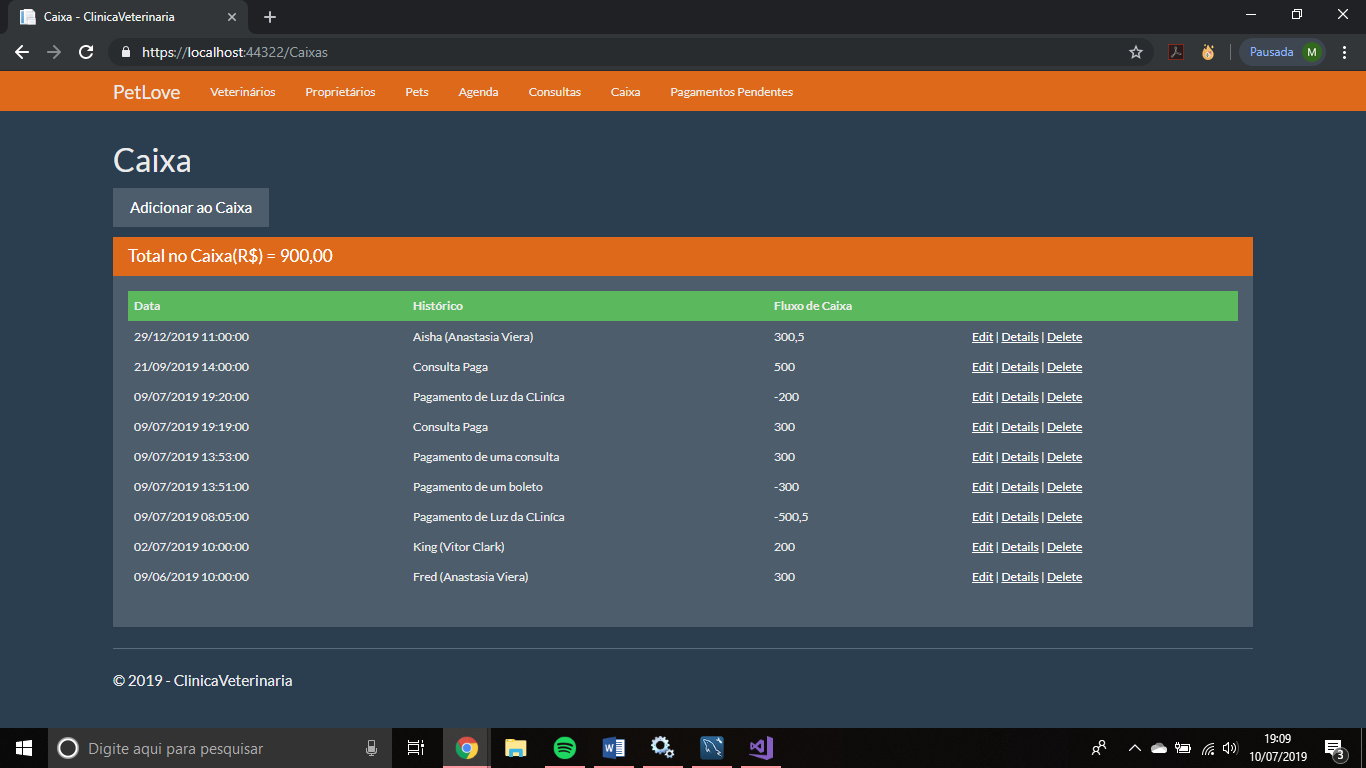 Caixa - ClinicaVeterinaria
https://localhost:44322/Caixas
Pausada M
PetLove Veterinários Proprietários Pets Agenda Consultas Caixa Pagamentos Pendentes
Caixa
Adicionar ao Caixa
Total no Caixa(R$) = 900,00
Data Histórico Fluxo de Caixa
29/12/2019 11:00:00 Aisha (Anastasia Viera) 300,5 Edit | Details | Delete
21/09/2019 14:00:00 Consulta Paga 500 Edit | Details | Delete
09/07/2019 19:20:00 Pagamento de Luz da CLiníca -200 Edit | Details | Delete
09/07/2019 19:19:00 Consulta Paga 300 Edit | Details | Delete
09/07/2019 13:53:00 Pagamento de uma consulta 300 Edit | Details | Delete
09/07/2019 13:51:00 Pagamento de um boleto -300 Edit | Details | Delete
09/07/2019 08:05:00 Pagamento de Luz da CLiníca -500,5 Edit | Details | Delete
02/07/2019 10:00:00 King (Vitor Clark) 200 Edit | Details | Delete
09/06/2019 10:00:00 Fred (Anastasia Viera) 300 Edit | Details | Delete
© 2019 - ClinicaVeterinaria
Digite aqui para pesquisar
19:09
10/07/2019
3